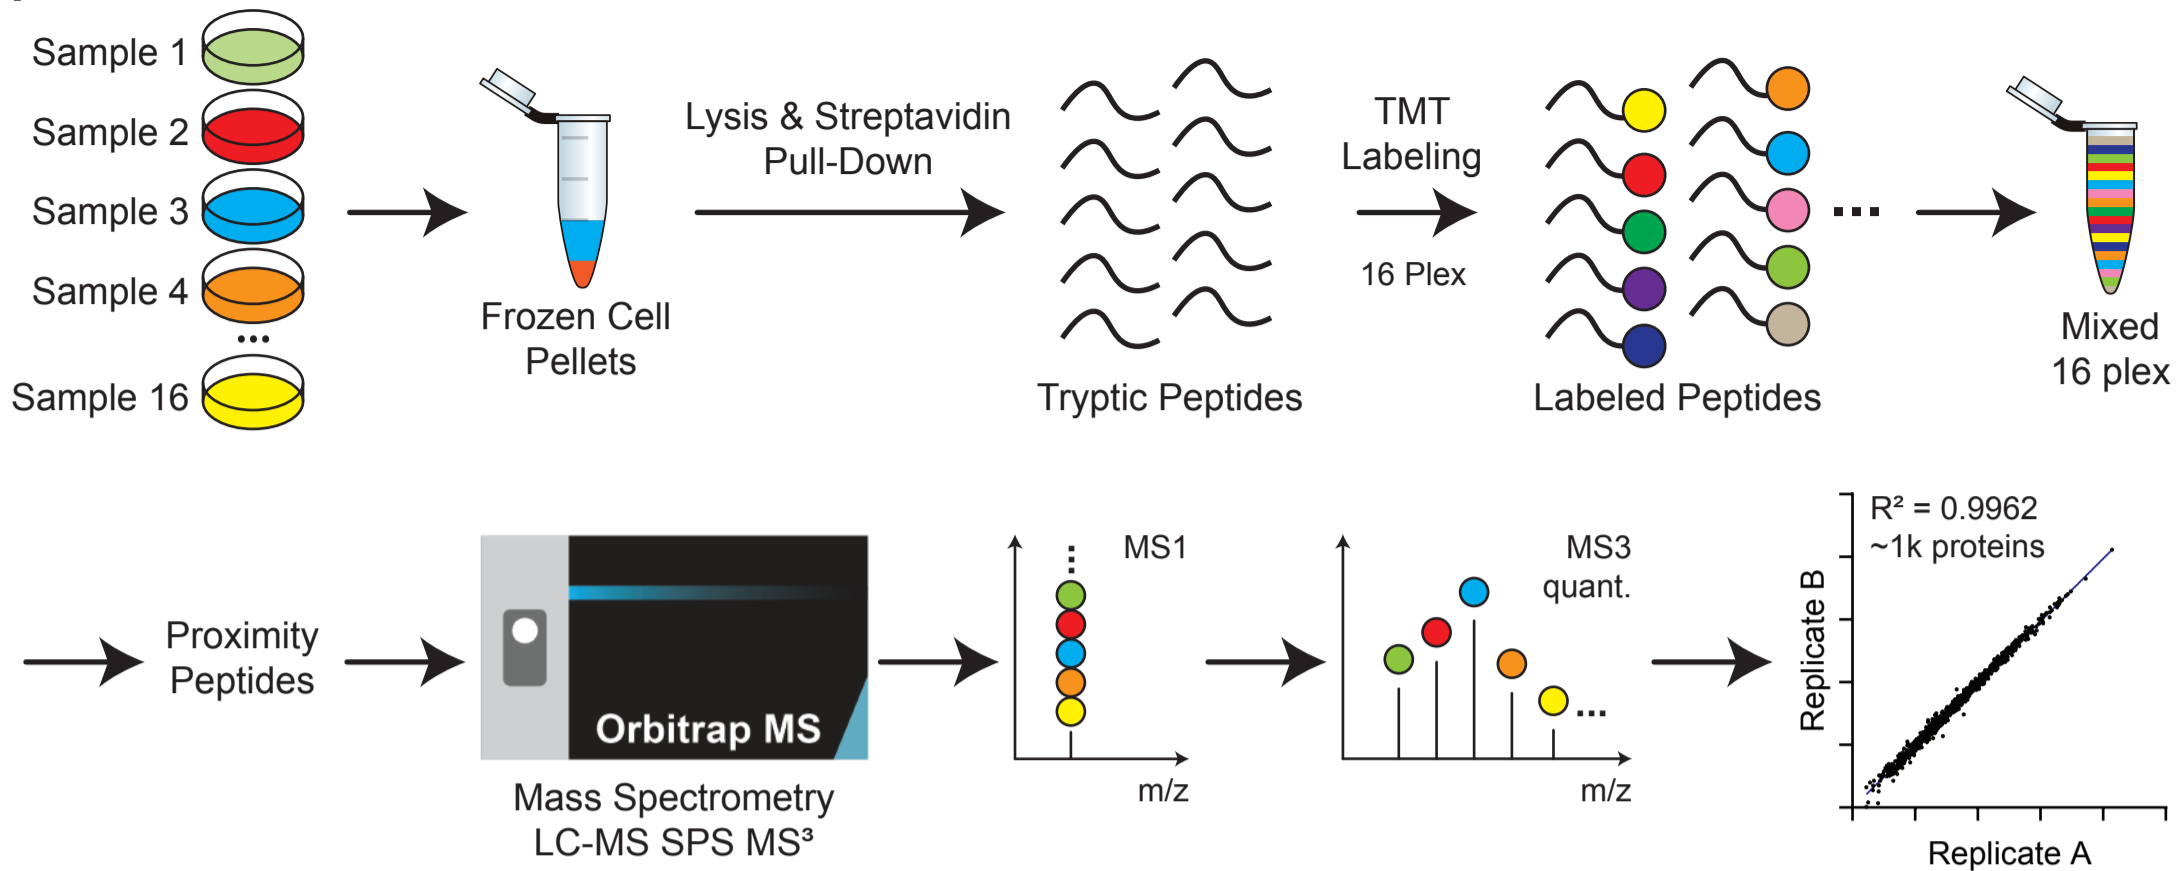 Sample 1
Sample 2
Sample 3
Sample 4
...
Sample 16
Frozen Cell
Pellets
Lysis & Streptavidin
Pull-Down
Tryptic Peptides
TMT
Labeling
16 Plex
Labeled Peptides
...
Mixed
16 plex
Proximity
Peptides
Orbitrap MS
Mass Spectrometry
LC-MS SPS MS³
...
MS1
m/z
MS3
quant.
...
m/z
R² = 0.9962
~1k proteins
Replicate B
Replicate A